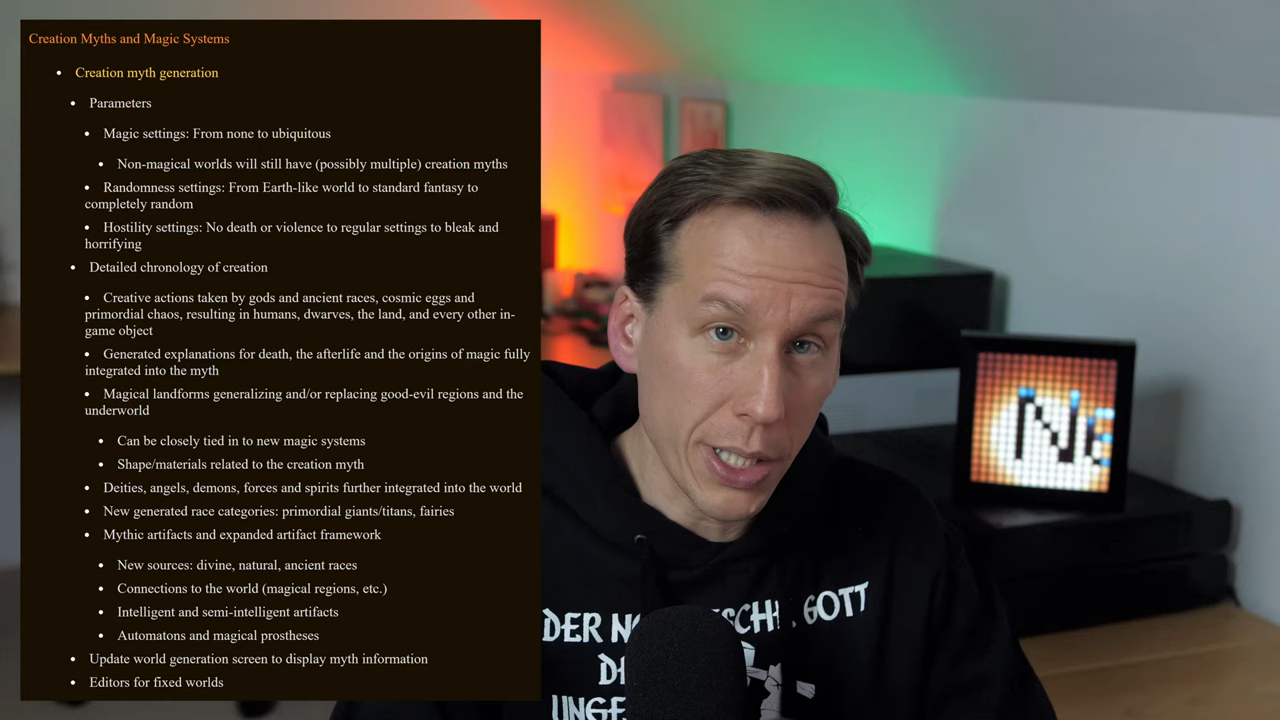 Creation Myths and Magic Systems
Creation myth generation
Parameters
Magic settings: From none to ubiquitous
Non-magical worlds will still have (possibly multiple) creation myths
Randomness settings: From Earth-like world to standard fantasy to
completely random
Hostility settings: No death or violence to regular settings to bleak and
horrifying
Detailed chronology of creation
Creative actions taken by gods and ancient races, cosmic eggs and
primordial chaos, resulting in humans, dwarves, the land, and every other in-
game object
Generated explanations for death, the afterlife and the origins of magic fully
integrated into the myth
Magical landforms generalizing and/or replacing good-evil regions and the
underworld
Can be closely tied in to new magic systems
Shape/materials related to the creation myth
Deities, angels, demons, forces and spirits further integrated into the world
New generated race categories: primordial giants/titans, fairies
Mythic artifacts and expanded artifact framework
New sources: divine, natural, ancient races
Connections to the world (magical regions, etc.)
Intelligent and semi-intelligent artifacts
Automatons and magical prostheses
Update world generation screen to display myth information
Editors for fixed worlds
DER GOTT